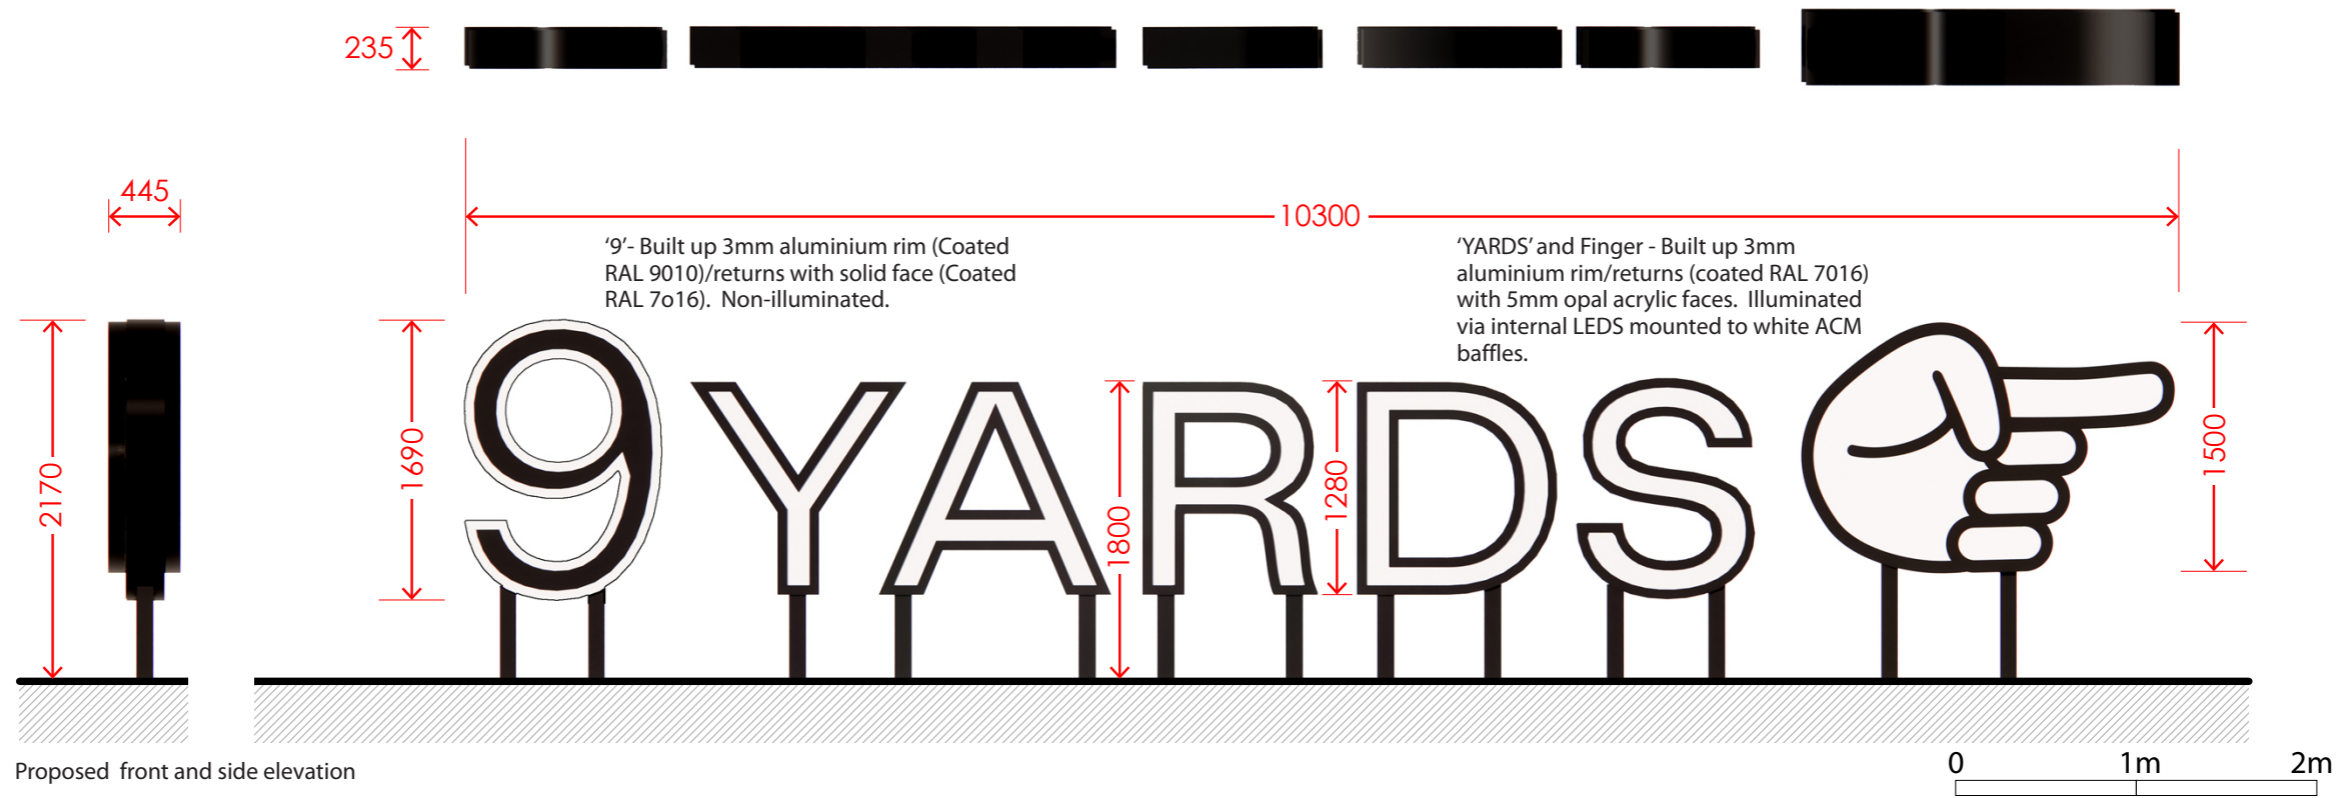 235
445
10300
‘9’- Built up 3mm aluminium rim (Coated
RAL 9010)/returns with solid face (Coated
RAL 7o16).  Non-illuminated.
‘YARDS’ and Finger - Built up 3mm
aluminium rim/returns (coated RAL 7016)
with 5mm opal acrylic faces.  Illuminated
via internal LEDS mounted to white ACM
baffles.
2170
1690
9 YARDS
1800
1280
1500
Proposed  front and side elevation
0 1m 2m